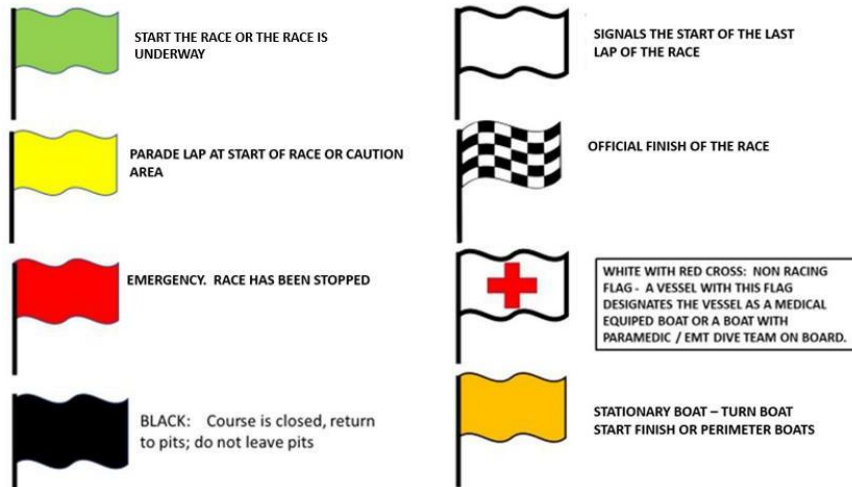 START THE RACE OR THE RACE IS
UNDERWAY
PARADE LAP AT START OF RACE OR CAUTION
AREA
EMERGENCY.  RACE HAS BEEN STOPPED
BLACK:    Course is closed, return
to pits; do not leave pits
SIGNALS THE START OF THE LAST
LAP OF THE RACE
OFFICIAL FINISH OF THE RACE
WHITE WITH RED CROSS: NON RACING
FLAG -  A VESSEL WITH THIS FLAG
DESIGNATES THE VESSEL AS A MEDICAL
EQUIPED BOAT OR A BOAT WITH
PARAMEDIC / EMT DIVE TEAM ON BOARD.
STATIONARY BOAT – TURN BOAT
START FINISH OR PERIMETER BOATS